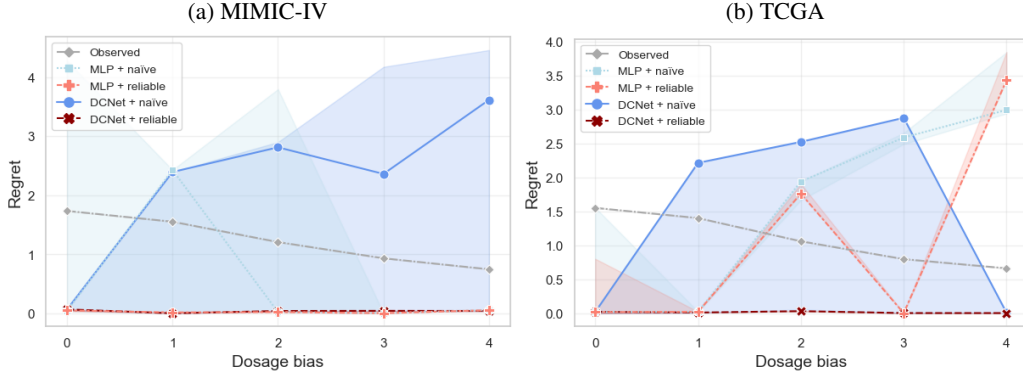 (a) MIMIC-IV
Regret
4
3
2
1
0
Observed
MLP + naïve
MLP + reliable
DCNet + naïve
DCNet + reliable
0 1 2 3 4
Dosage bias
(b) TCGA
Regret
4.0
3.5
3.0
2.5
2.0
1.5
1.0
0.5
0.0
Observed
MLP + naïve
MLP + reliable
DCNet + naïve
DCNet + reliable
0 1 2 3 4
Dosage bias